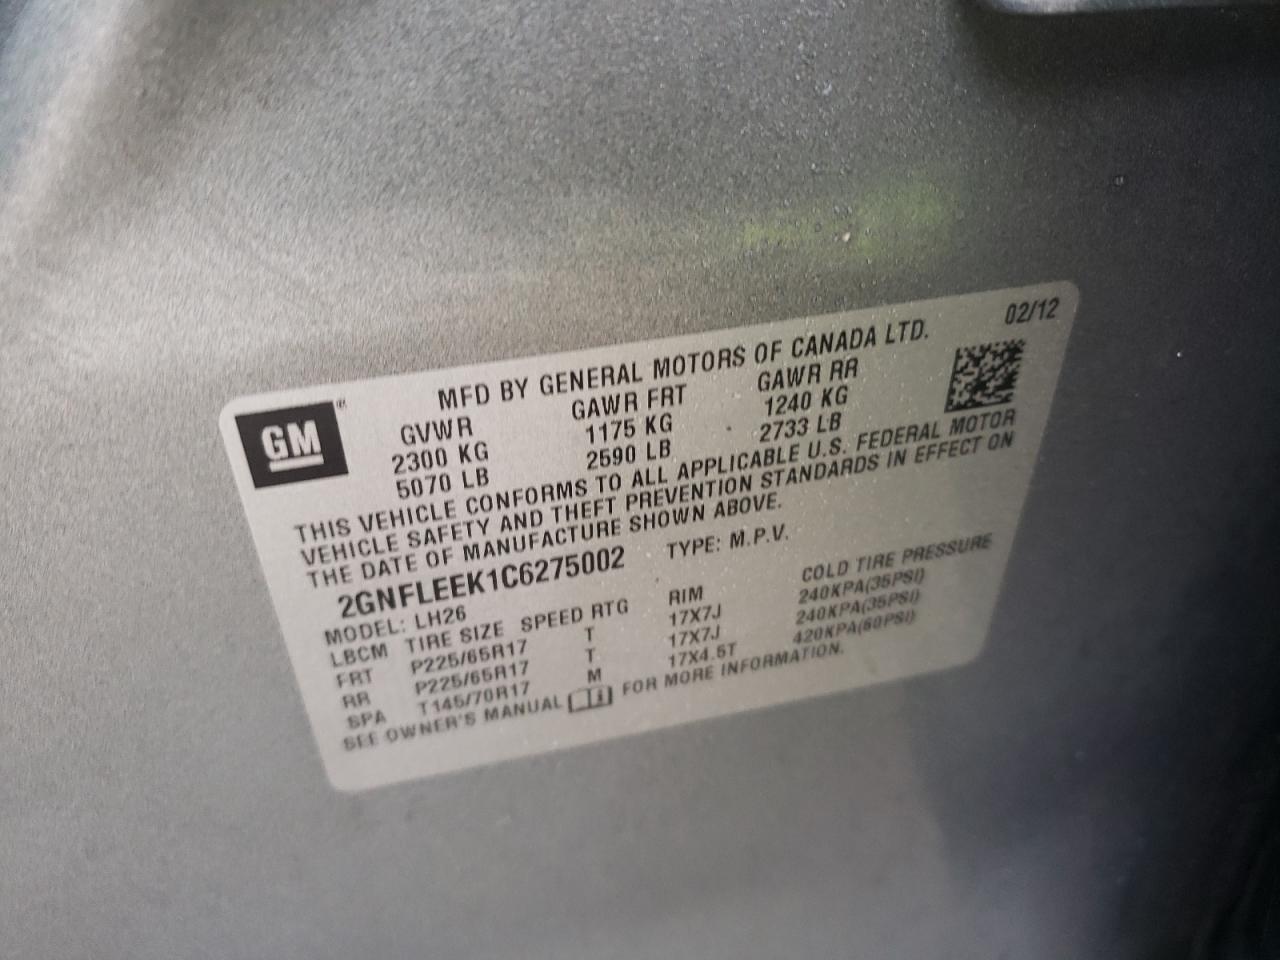 02/12
MFD BY GENERAL MOTORS OF CANADA LTD.
GM ®
GVWR GAWR FRT GAWR RR
2300 KG 1175 KG 1240 KG
5070 LB 2590 LB 2733 LB
THIS VEHICLE CONFORMS TO ALL APPLICABLE U.S. FEDERAL MOTOR
VEHICLE SAFETY AND THEFT PREVENTION STANDARDS IN EFFECT ON
THE DATE OF MANUFACTURE SHOWN ABOVE.
2GNFLEEK1C6275002 TYPE: M.P.V.
MODEL: LH26
LBCM TIRE SIZE SPEED RTG RIM COLD TIRE PRESSURE
FRT P225/65R17 T 17X7J 240KPA(35PSI)
RR P225/65R17 T 17X7J 240KPA(35PSI)
SPA T145/70R17 M 17X4.5T 420KPA(60PSI)
SEE OWNER'S MANUAL FOR MORE INFORMATION.